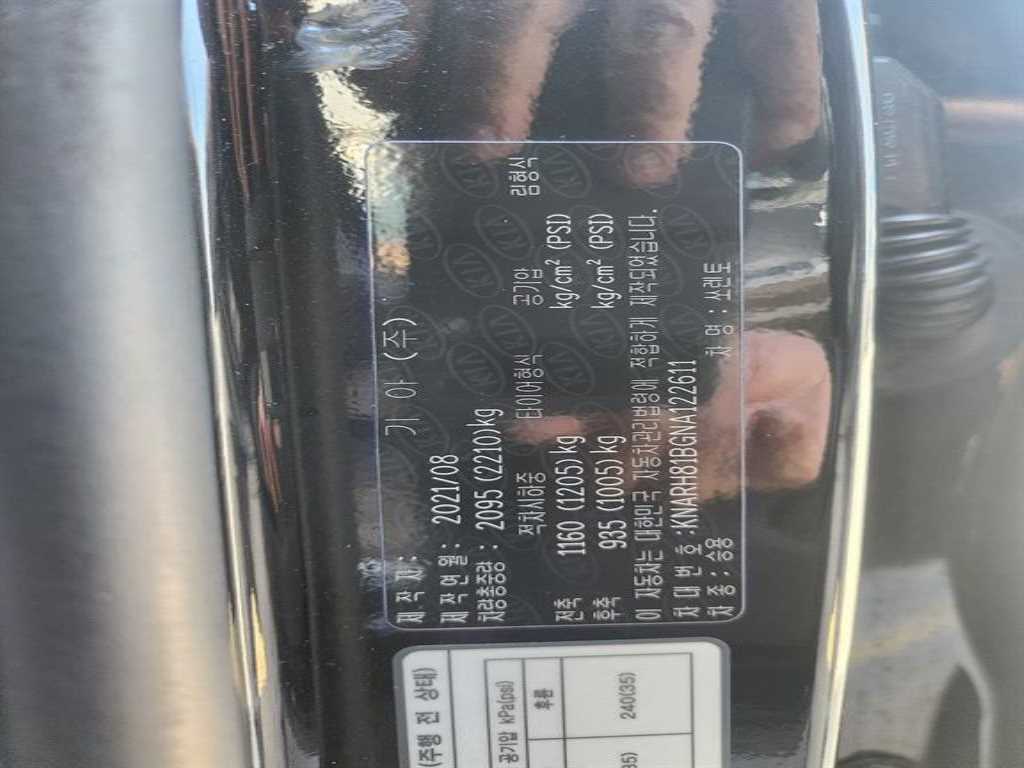 기 아 (주)
제 작 자 :
제 작 연 월 : 2021/08
차량총중량 : 2095 (2210)kg
적차시하중 타이어형식 공기압 림형식
전축 1160 (1205)kg kg/cm² (PSI)
후축 935 (1005)kg kg/cm² (PSI)
이 자동차는 대한민국 자동차관리법령에 적합하게 제작되었습니다.
차 대 번 호 : KNARH81BGNA122611
차 종 : 승용 차 명 : 쏘렌토
(주행 전 상태)
공기압 kPa(psi)
후륜
240(35)